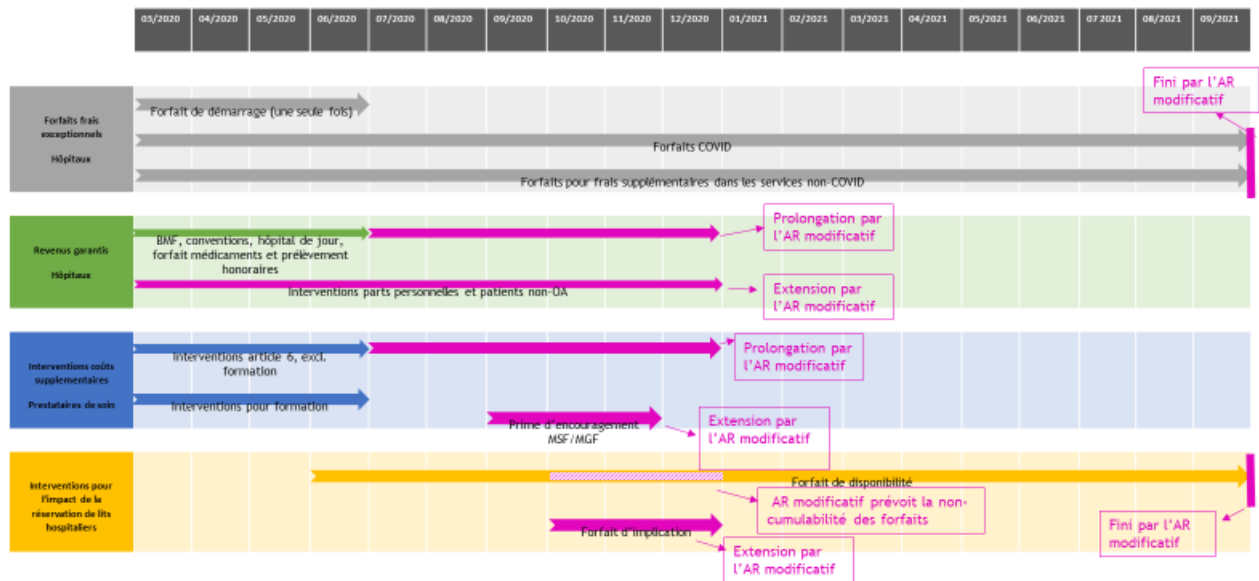 03/2020 04/2020 05/2020 06/2020 07/2020 08/2020 09/2020 10/2020 11/2020 12/2020 01/2021 02/2021 03/2021 04/2021 05/2021 06/2021 07 2021 08/2021 09/2021
Fini par l'AR
modificatif
Forfaits frais
exceptionnels
Hôpitaux
Forfait de démarrage (une seule fois)
Forfaits COVID
Forfaits pour frais supplémentaires dans les services non-COVID
Revenus garantis
Hôpitaux
BMF, conventions, hôpital de jour,
forfait médicaments et prélèvement
honoraires
Prolongation par
l'AR modificatif
Interventions parts personnelles et patients non-OA
Extension par
l'AR modificatif
Interventions coûts
supplémentaires
Prestataires de soin
Interventions article 6, excl.
formation
Prolongation par
l'AR modificatif
Interventions pour formation
Prime d'encouragement
MSF/MGF
Extension par
l'AR modificatif
Interventions pour
l'impact de la
réservation de lits
hospitaliers
Forfait de disponibilité
AR modificatif prévoit la non-
cumulabilité des forfaits
Forfait d'implication
Extension par
l'AR modificatif
Fini par l'AR
modificatif